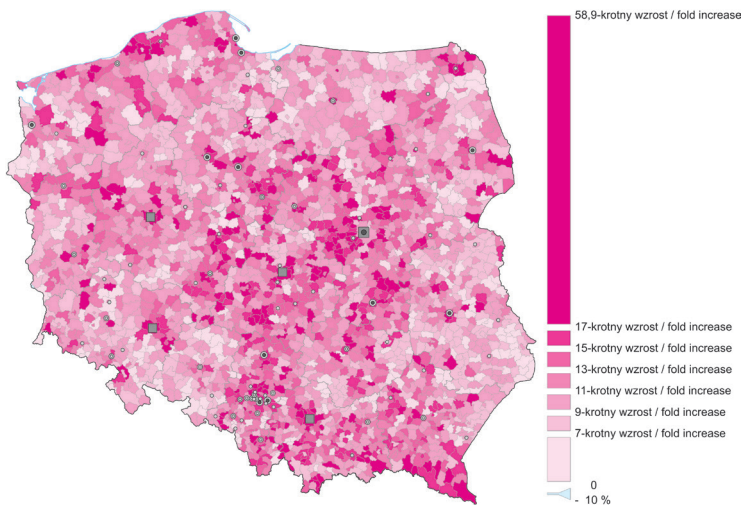 58,9-krotny wzrost / fold increase
17-krotny wzrost / fold increase
15-krotny wzrost / fold increase
13-krotny wzrost / fold increase
11-krotny wzrost / fold increase
9-krotny wzrost / fold increase
7-krotny wzrost / fold increase
0
- 10 %